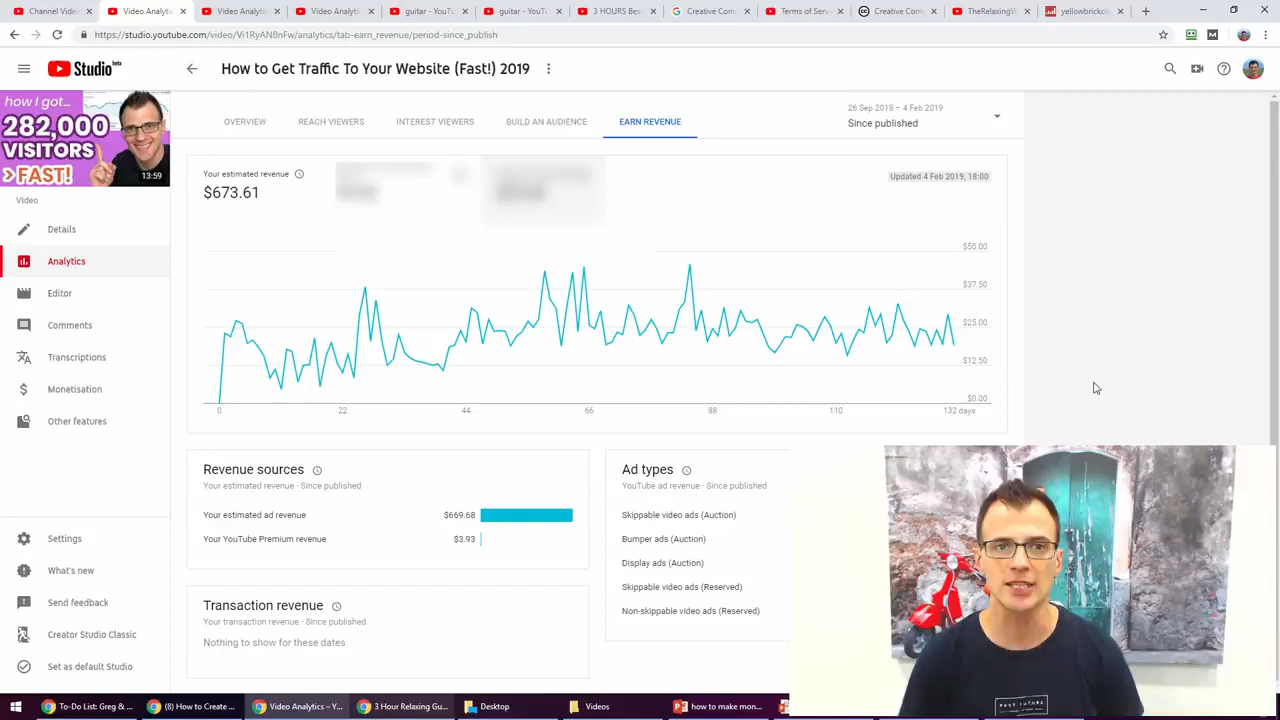 Channel Video
Video Analytics
Video Analy
Video Analy
guitar - YouT
guitar - YouT
3 HOURS Bes
Creative Com
Terms of Serv
Creative Com
TheRelaxingW
yellowbrickcin
https://studio.youtube.com/video/Vi1RyAN8nFw/analytics/tab-earn_revenue/period-since_publish
Studio beta
How to Get Traffic To Your Website (Fast!) 2019
how I got...
282,000
VISITORS
> FAST!
13:59
OVERVIEW
REACH VIEWERS
INTEREST VIEWERS
BUILD AN AUDIENCE
EARN REVENUE
26 Sep 2018 – 4 Feb 2019
Since published
Your estimated revenue
$673.61
Updated 4 Feb 2019, 18:00
$50.00
$37.50
$25.00
$12.50
$0.00
0
22
44
66
88
110
132 days
Video
Details
Analytics
Editor
Comments
Transcriptions
Monetisation
Other features
Settings
What's new
Send feedback
Creator Studio Classic
Set as default Studio
Revenue sources
Your estimated revenue · Since published
Your estimated ad revenue $669.68
Your YouTube Premium revenue $3.93
Transaction revenue
Your transaction revenue · Since published
Nothing to show for these dates
Ad types
YouTube ad revenue · Since published
Skippable video ads (Auction)
Bumper ads (Auction)
Display ads (Auction)
Skippable video ads (Reserved)
Non-skippable video ads (Reserved)
To-Do List: Greg & ...
(8) How to Create ...
Video Analytics – Y...
3 Hour Relaxing Gu...
Desktop
Videos
how to make mon...